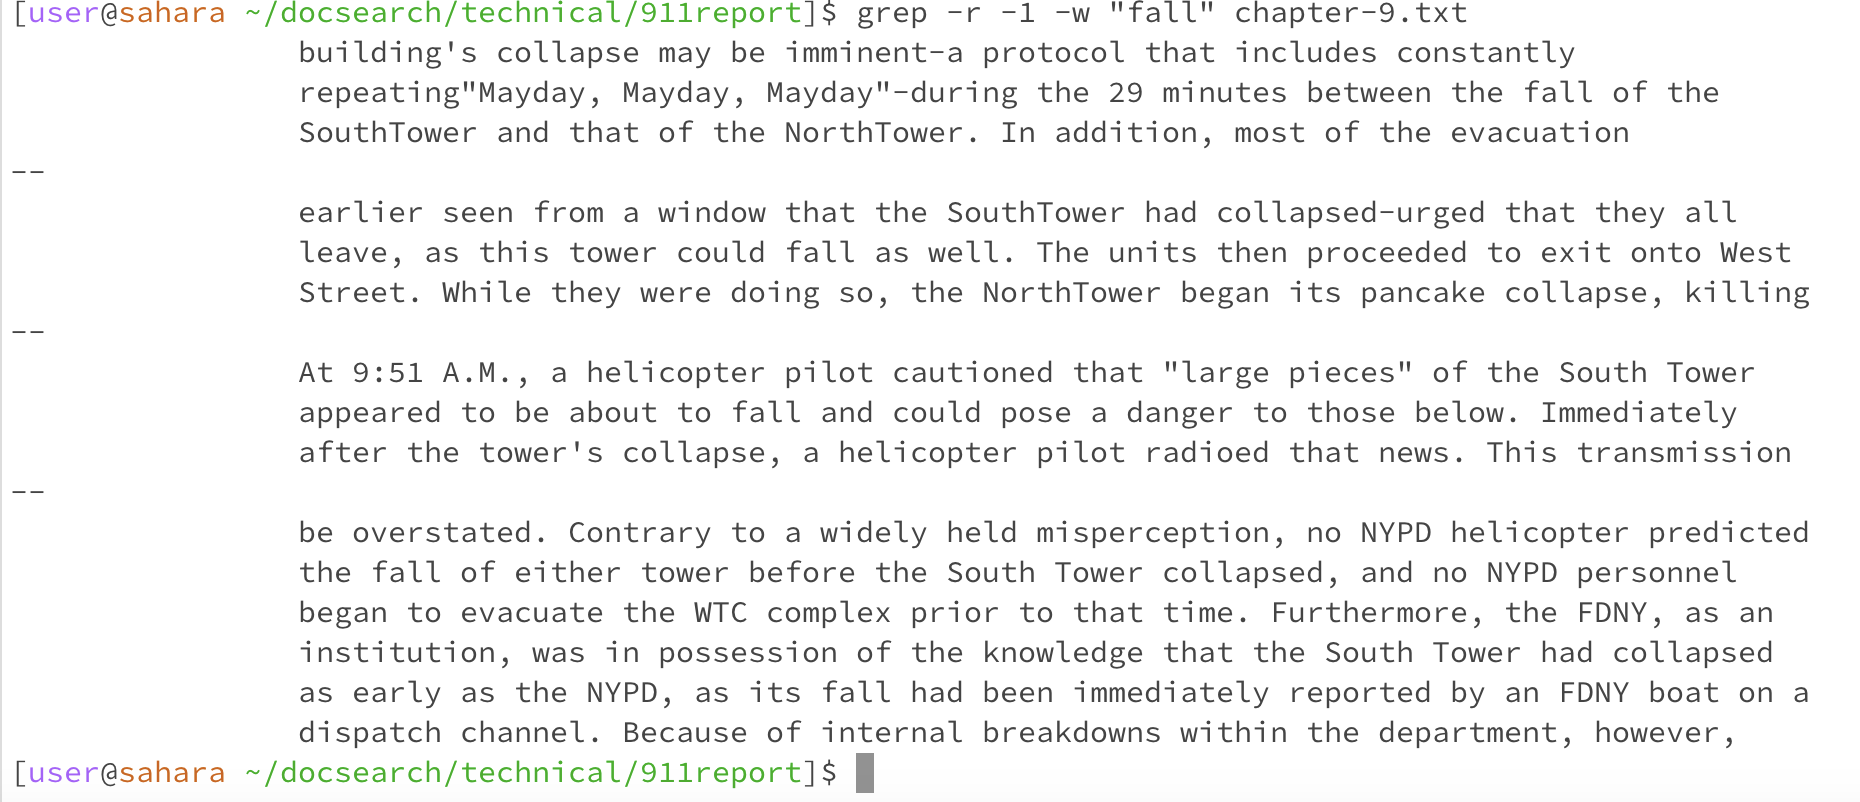 [user@sahara ~/docsearch/technical/911report]$ grep -r -1 -w "fall" chapter-9.txt
building's collapse may be imminent-a protocol that includes constantly
repeating"Mayday, Mayday, Mayday"-during the 29 minutes between the fall of the
SouthTower and that of the NorthTower. In addition, most of the evacuation
--
earlier seen from a window that the SouthTower had collapsed-urged that they all
leave, as this tower could fall as well. The units then proceeded to exit onto West
Street. While they were doing so, the NorthTower began its pancake collapse, killing
--
At 9:51 A.M., a helicopter pilot cautioned that "large pieces" of the South Tower
appeared to be about to fall and could pose a danger to those below. Immediately
after the tower's collapse, a helicopter pilot radioed that news. This transmission
--
be overstated. Contrary to a widely held misperception, no NYPD helicopter predicted
the fall of either tower before the South Tower collapsed, and no NYPD personnel
began to evacuate the WTC complex prior to that time. Furthermore, the FDNY, as an
institution, was in possession of the knowledge that the South Tower had collapsed
as early as the NYPD, as its fall had been immediately reported by an FDNY boat on a
dispatch channel. Because of internal breakdowns within the department, however,
[user@sahara ~/docsearch/technical/911report]$